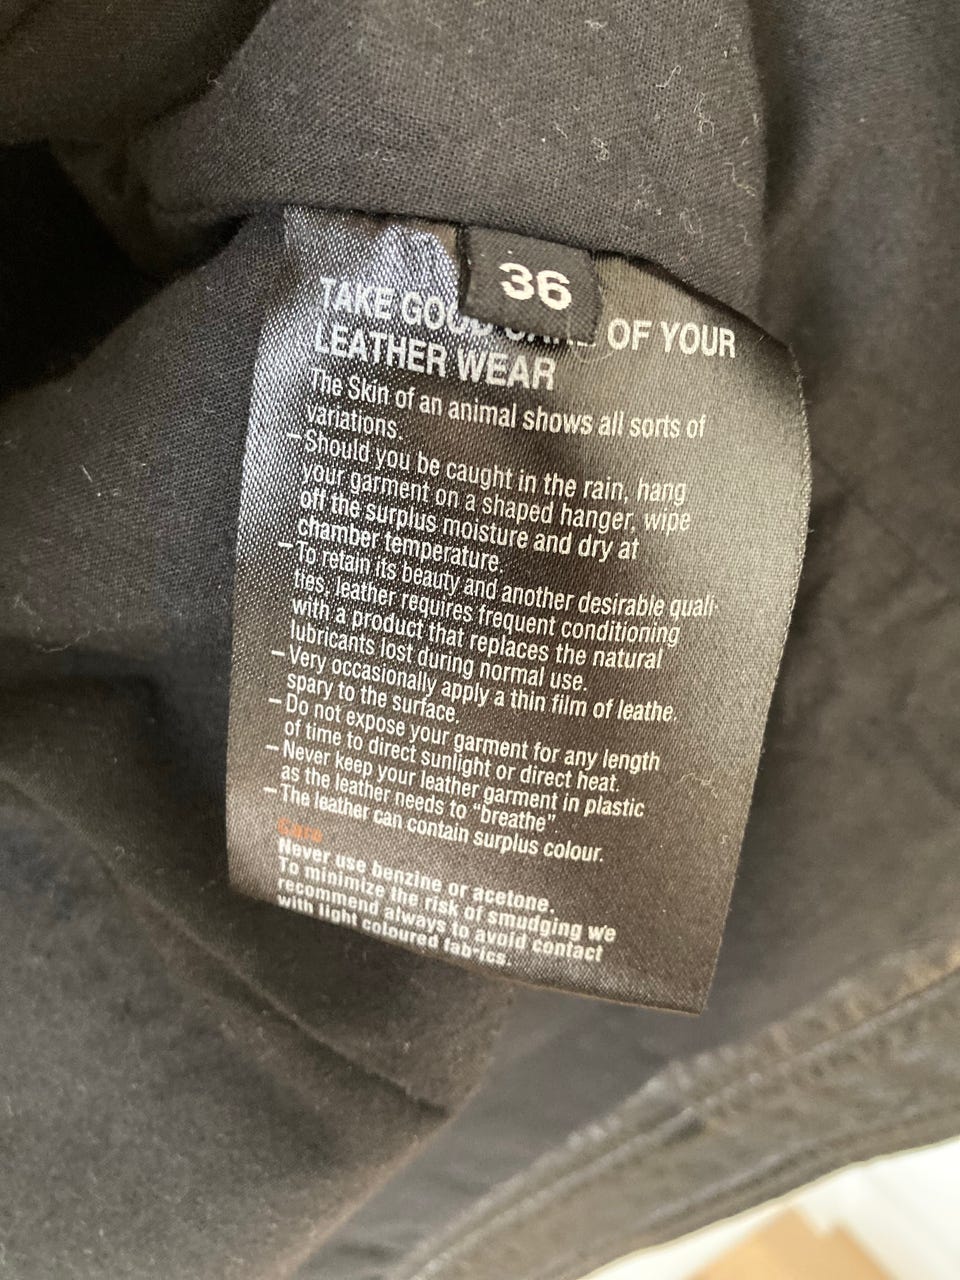 36
TAKE GOOD CARE OF YOUR
LEATHER WEAR
The Skin of an animal shows all sorts of
variations.
–Should you be caught in the rain, hang
your garment on a shaped hanger, wipe
off the surplus moisture and dry at
chamber temperature.
–To retain its beauty and another desirable quali-
ties, leather requires frequent conditioning
with a product that replaces the natural
lubricants lost during normal use.
–Very occasionally apply a thin film of leathe.
spary to the surface.
–Do not expose your garment for any length
of time to direct sunlight or direct heat.
–Never keep your leather garment in plastic
as the leather needs to "breathe".
–The leather can contain surplus colour.
Care
Never use benzine or acetone.
To minimize the risk of smudging we
recommend always to avoid contact
with light coloured fabrics.